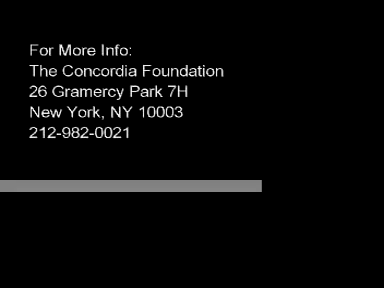 For More Info:
The Concordia Foundation
26 Gramercy Park 7H
New York, NY 10003
212-982-0021